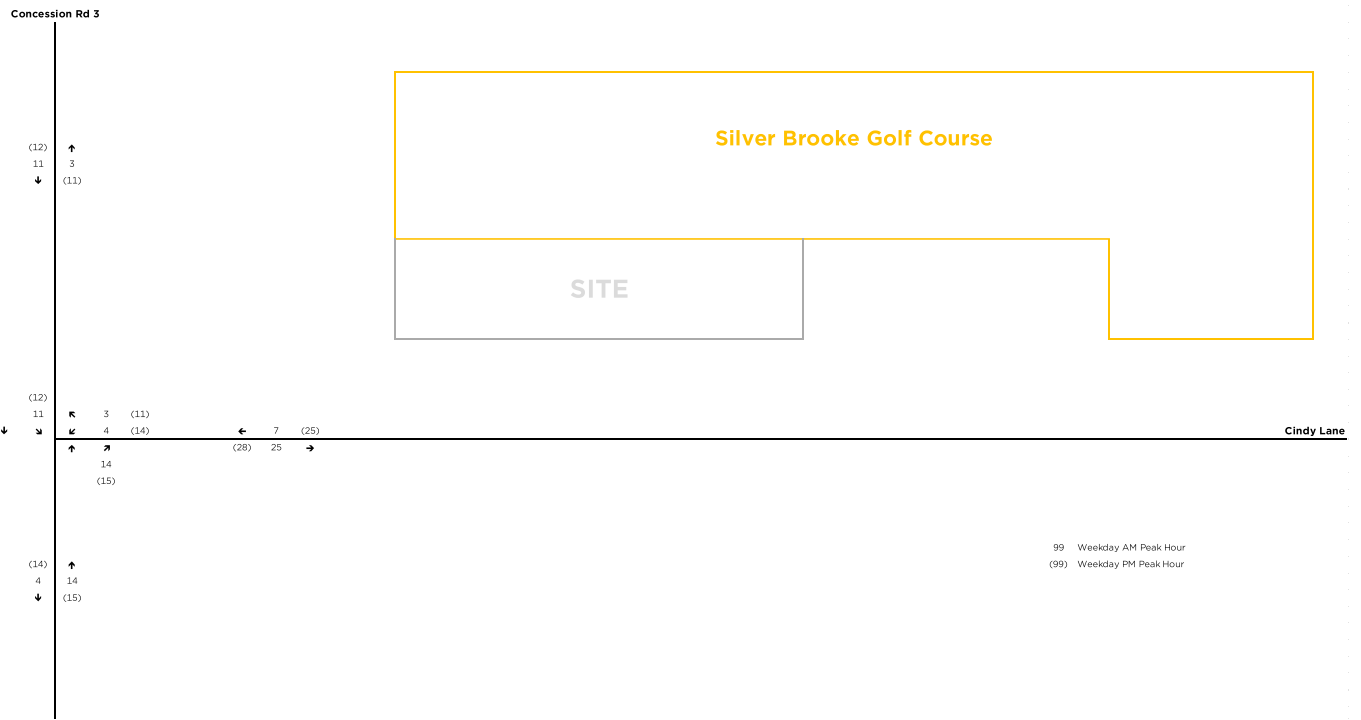 Concession Rd 3
Silver Brooke Golf Course
(12) ↑
11 3
↓ (11)
SITE
(12)
11 ↖ 3 (11)
↓ ↘ ↙ 4 (14) ← 7 (25) Cindy Lane
↑ ↗ (28) 25 →
14
(15)
99 Weekday AM Peak Hour
(14) ↑ (99) Weekday PM Peak Hour
4 14
↓ (15)